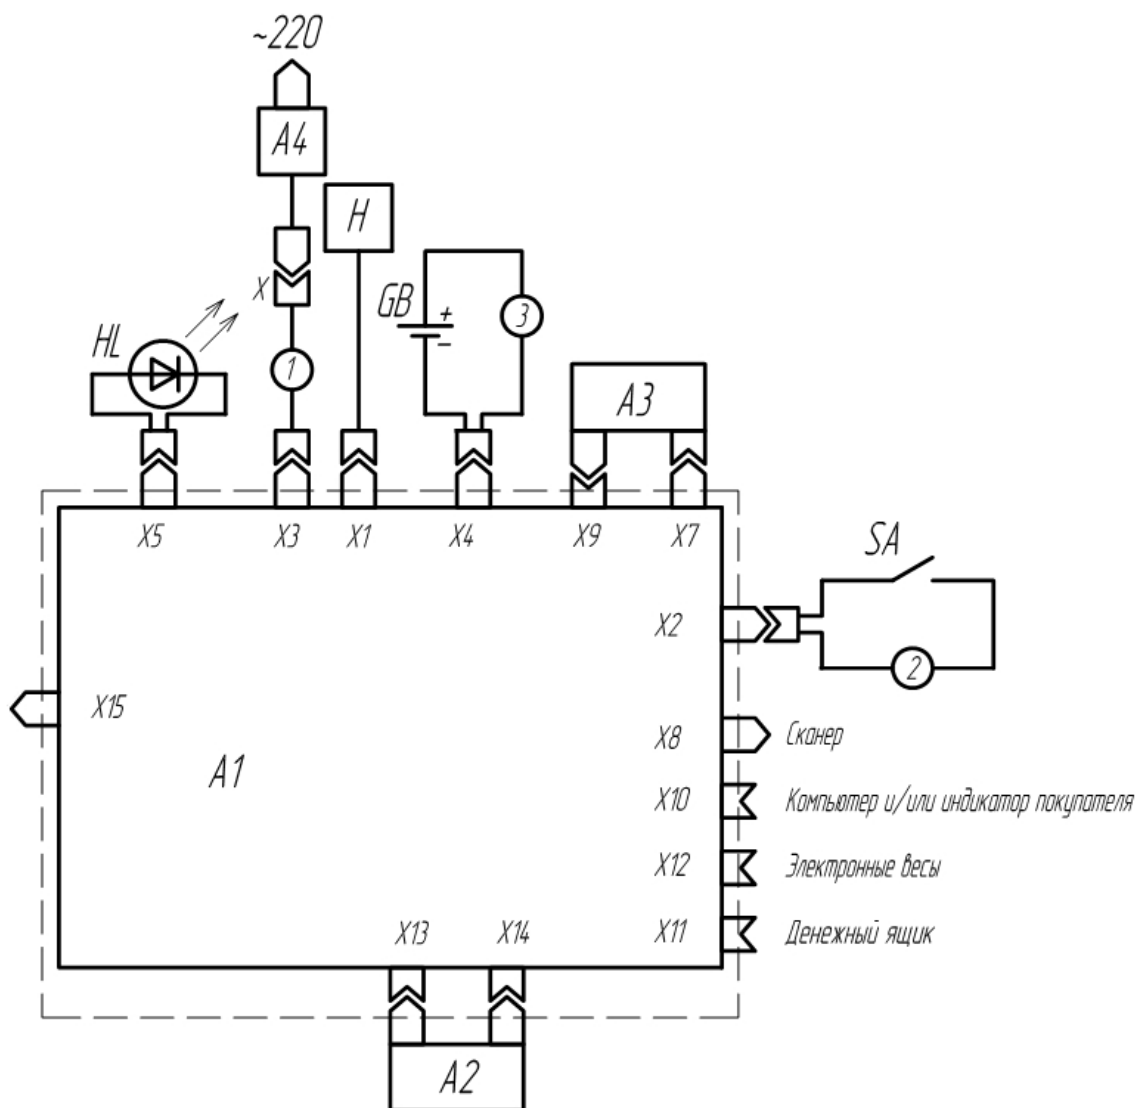 ~220
A4
H
X
GB
+
-
3
HL
1
A3
X5
X3
X1
X4
X9
X7
SA
X2
2
X15
X8
Сканер
A1
X10
Компьютер и/или индикатор покупателя
X12
Электронные весы
X13
X14
X11
Денежный ящик
A2